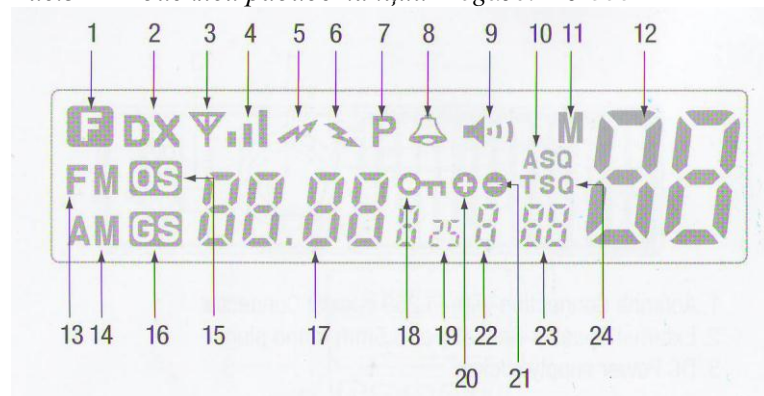 1 2 3 4 5 6 7 8 9 10 11 12
F DX P M 88
ASQ
FM OS 88.88 TSQ
AM GS 8 25 8 88
13 14 16 15 17 18 19 22 23 24
20 21